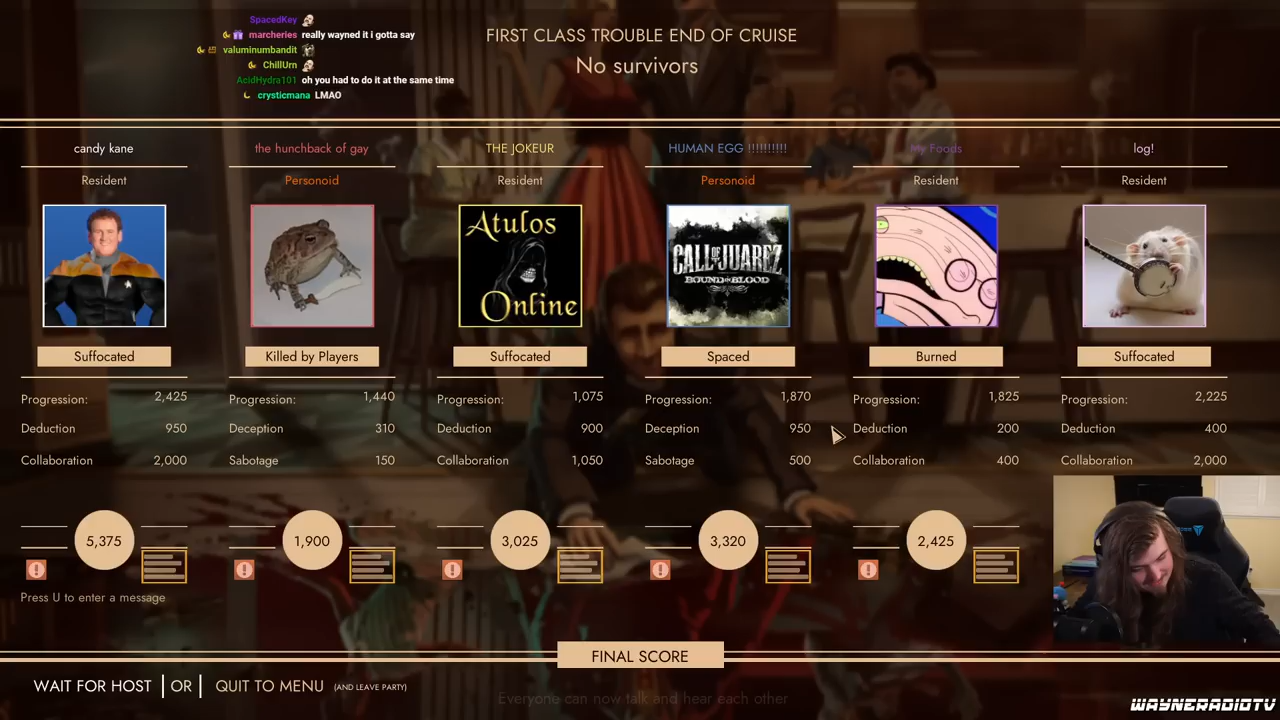 SpacedKey
marcheries really wayned it i gotta say
valuminumbandit
ChillUrn
AcidHydra101 oh you had to do it at the same time
crysticmana LMAO
FIRST CLASS TROUBLE END OF CRUISE
No survivors
candy kane
Resident
Suffocated
Progression: 2,425
Deduction 950
Collaboration 2,000
5,375
the hunchback of gay
Personoid
Killed by Players
Progression: 1,440
Deception 310
Sabotage 150
1,900
THE JOKEUR
Resident
Atulos
Online
Suffocated
Progression: 1,075
Deduction 900
Collaboration 1,050
3,025
HUMAN EGG !!!!!!!!!!
Personoid
CALL OF JUAREZ
BOUND IN BLOOD
Spaced
Progression: 1,870
Deception 950
Sabotage 500
3,320
My Foods
Resident
Burned
Progression: 1,825
Deduction 200
Collaboration 400
2,425
log!
Resident
Suffocated
Progression: 2,225
Deduction 400
Collaboration 2,000
Press U to enter a message
FINAL SCORE
WAIT FOR HOST OR QUIT TO MENU (AND LEAVE PARTY)
Everyone can now talk and hear each other
WAYNERADIOTV